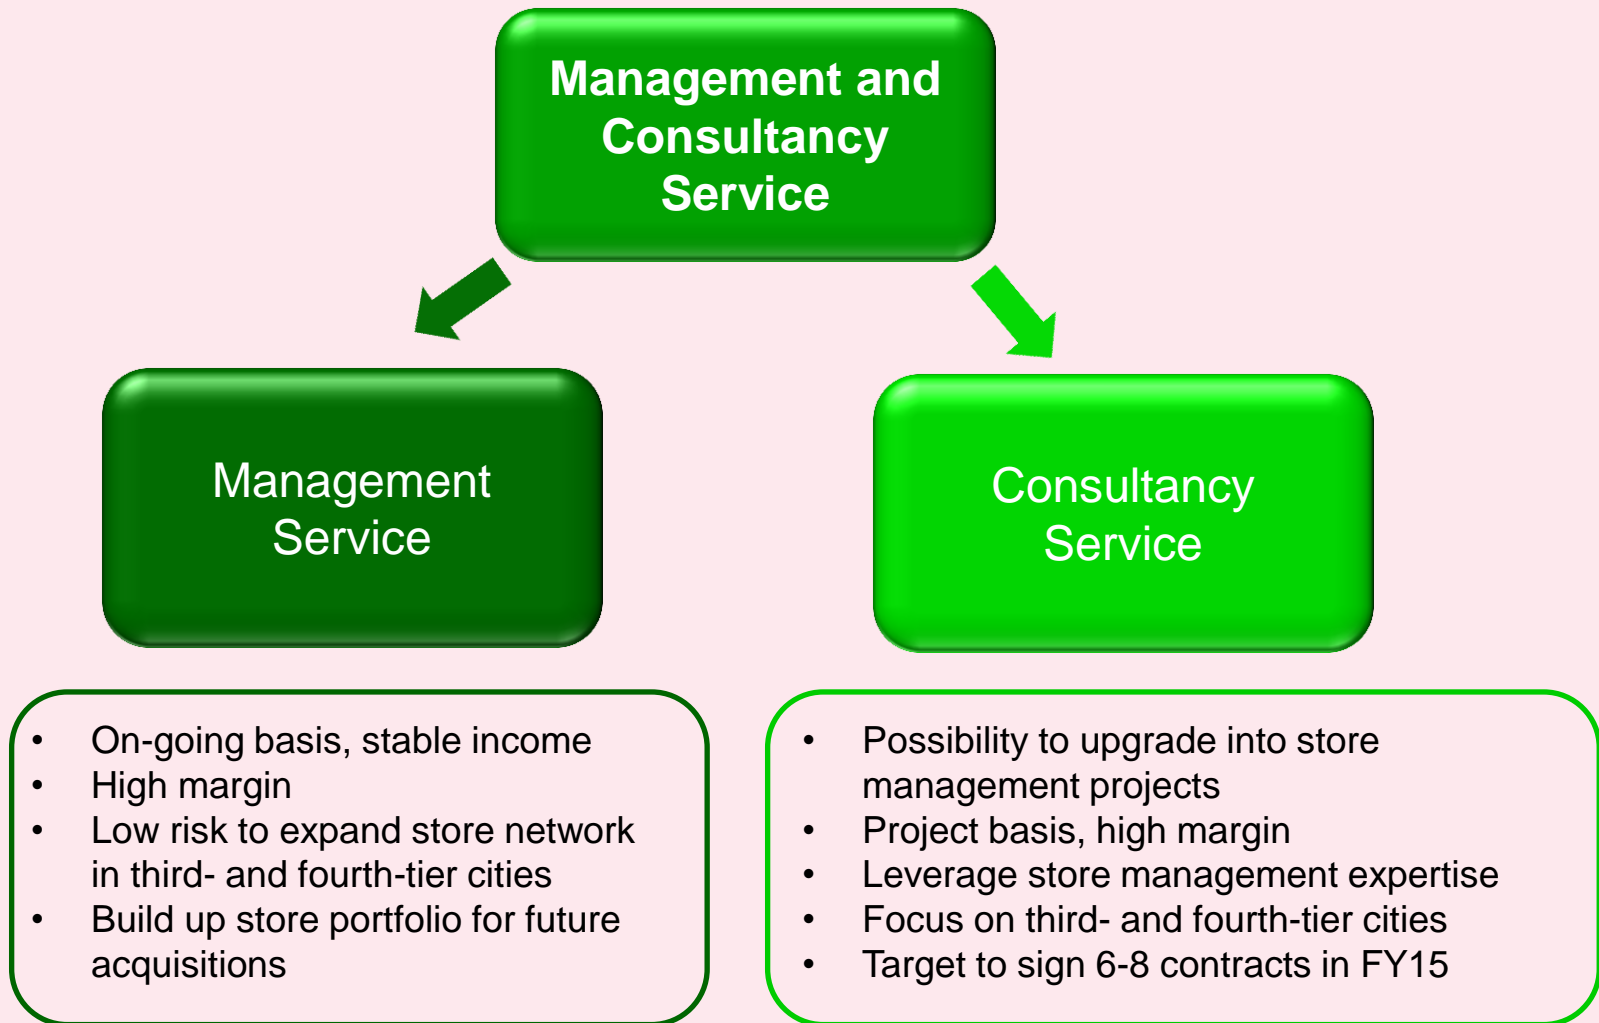 Management and
Consultancy
Service
Management
Service
Consultancy
Service
• On-going basis, stable income
• High margin
• Low risk to expand store network
in third- and fourth-tier cities
• Build up store portfolio for future
acquisitions
• Possibility to upgrade into store
management projects
• Project basis, high margin
• Leverage store management expertise
• Focus on third- and fourth-tier cities
• Target to sign 6-8 contracts in FY15